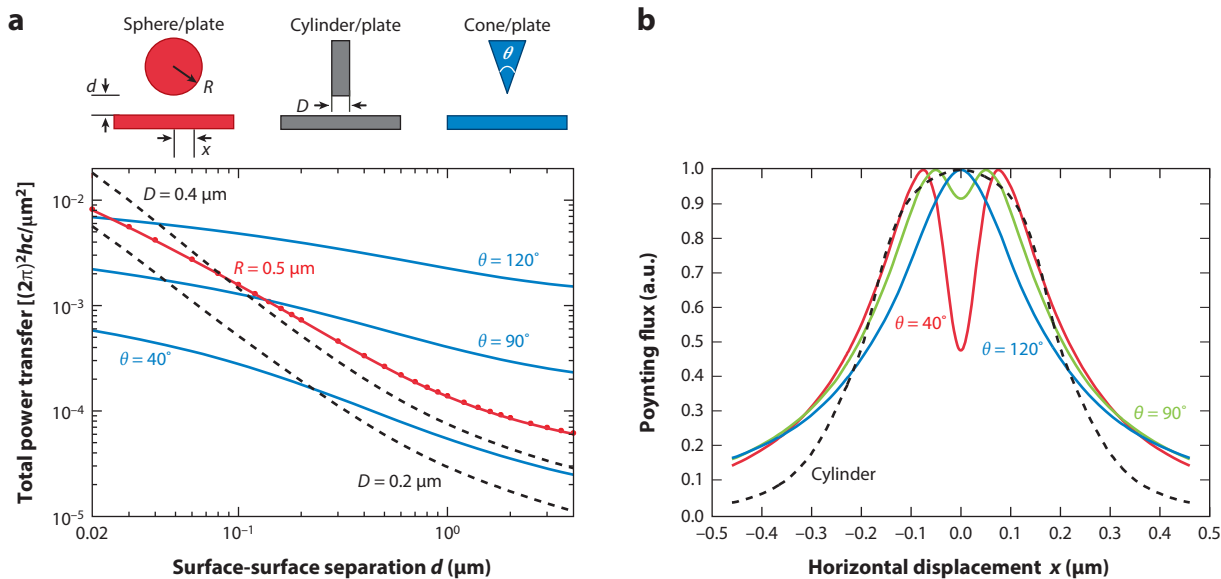 a
Sphere/plate
Cylinder/plate
Cone/plate
d
R
D
θ
x
Total power transfer [(2π)²hc/μm²]
10⁻²
10⁻³
10⁻⁴
10⁻⁵
D = 0.4 μm
R = 0.5 μm
θ = 120˚
θ = 90˚
θ = 40˚
D = 0.2 μm
0.02
10⁻¹
10⁰
Surface-surface separation d (μm)
b
Poynting flux (a.u.)
1.0
0.9
0.8
0.7
0.6
0.5
0.4
0.3
0.2
0.1
0.0
θ = 40˚
θ = 120˚
θ = 90˚
Cylinder
–0.5
–0.4
–0.3
–0.2
–0.1
0.0
0.1
0.2
0.3
0.4
0.5
Horizontal displacement x (μm)